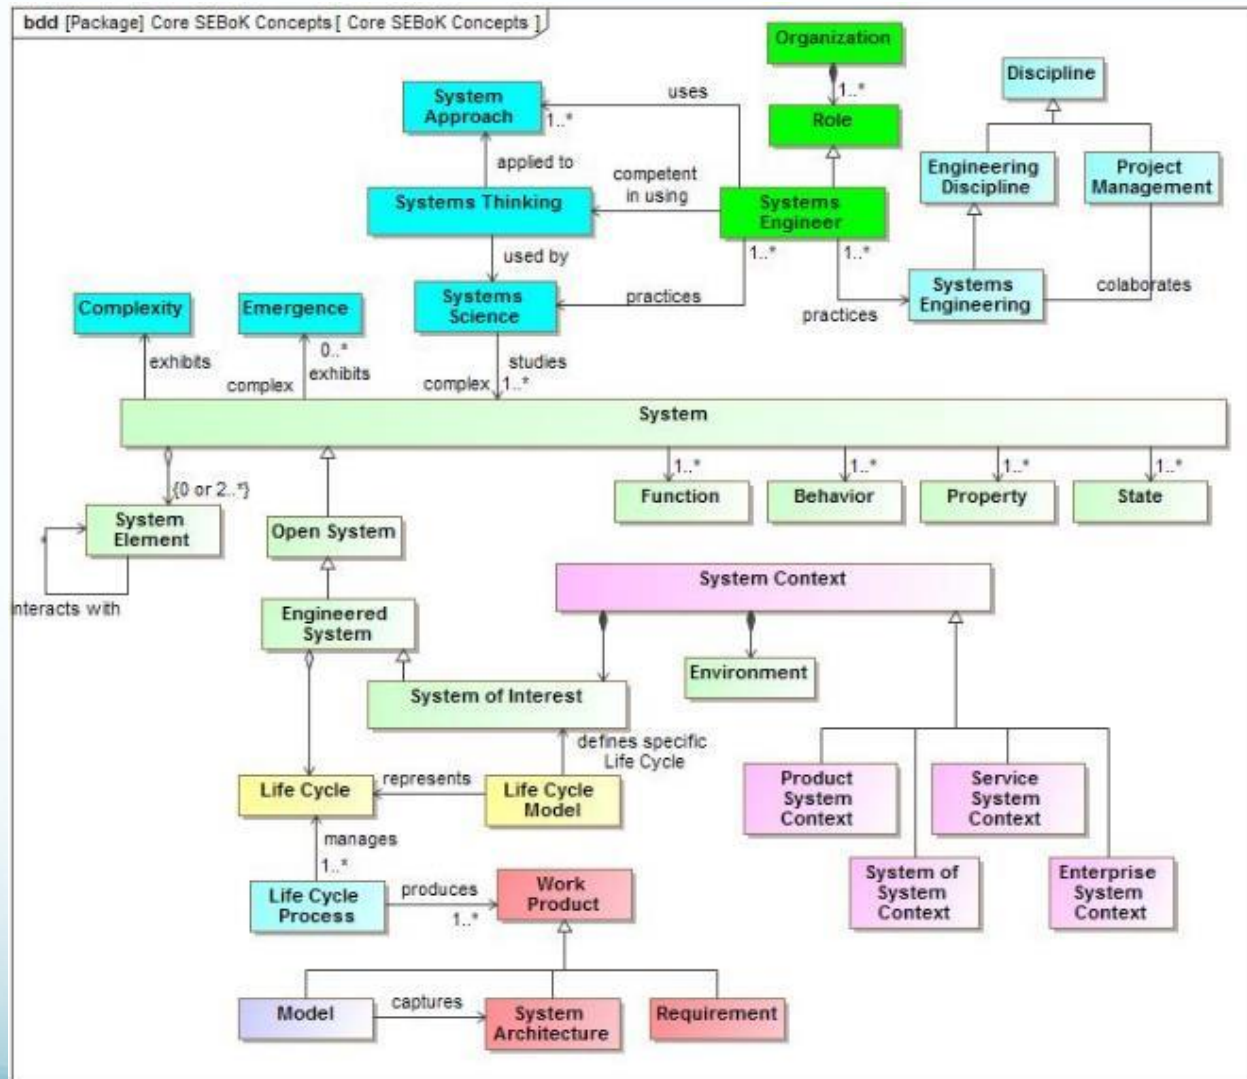 bdd [Package] Core SEBoK Concepts [ Core SEBoK Concepts ]
Organization
1..*
Role
Discipline
Engineering
Discipline
Project
Management
System
Approach
uses
1..*
applied to
competent
in using
Systems Thinking
Systems
Engineer
used by
1..*
1..*
Systems
Science
practices
practices
Systems
Engineering
colaborates
Complexity
Emergence
exhibits
0..*
exhibits
complex
studies
complex
1..*
System
{0 or 2..*}
1..*
1..*
1..*
1..*
Function
Behavior
Property
State
System
Element
*
interacts with
Open System
Engineered
System
System Context
Environment
System of Interest
defines specific
Life Cycle
Life Cycle
represents
Life Cycle
Model
manages
1..*
Product
System
Context
Service
System
Context
System of
System
Context
Enterprise
System
Context
Life Cycle
Process
produces
1..*
Work
Product
Model
captures
System
Architecture
Requirement